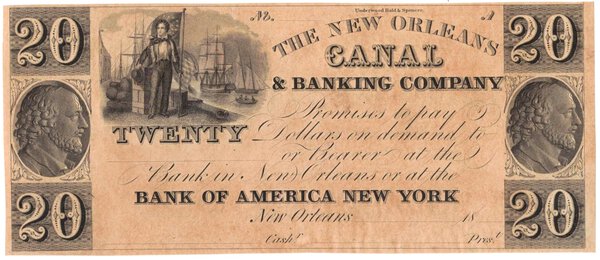 20 No. Underwood Bald & Spencer. A 20
THE NEW ORLEANS
CANAL
& BANKING COMPANY
Promises to pay
TWENTY Dollars on demand to
or Bearer at the
Bank in New Orleans or at the
BANK OF AMERICA NEW YORK
20 New Orleans 18 20
Cashr. Prest.